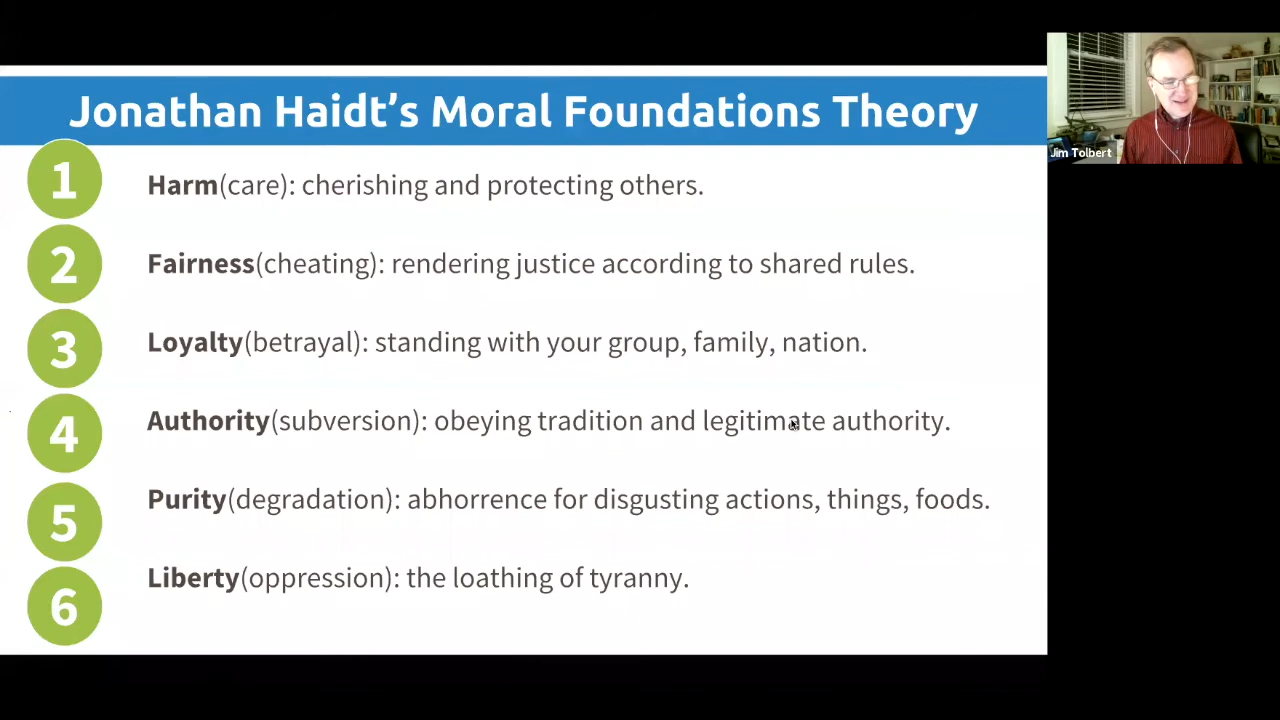 Jonathan Haidt’s Moral Foundations Theory
1
Harm(care): cherishing and protecting others.
2
Fairness(cheating): rendering justice according to shared rules.
3
Loyalty(betrayal): standing with your group, family, nation.
4
Authority(subversion): obeying tradition and legitimate authority.
5
Purity(degradation): abhorrence for disgusting actions, things, foods.
6
Liberty(oppression): the loathing of tyranny.
Jim Tolbert